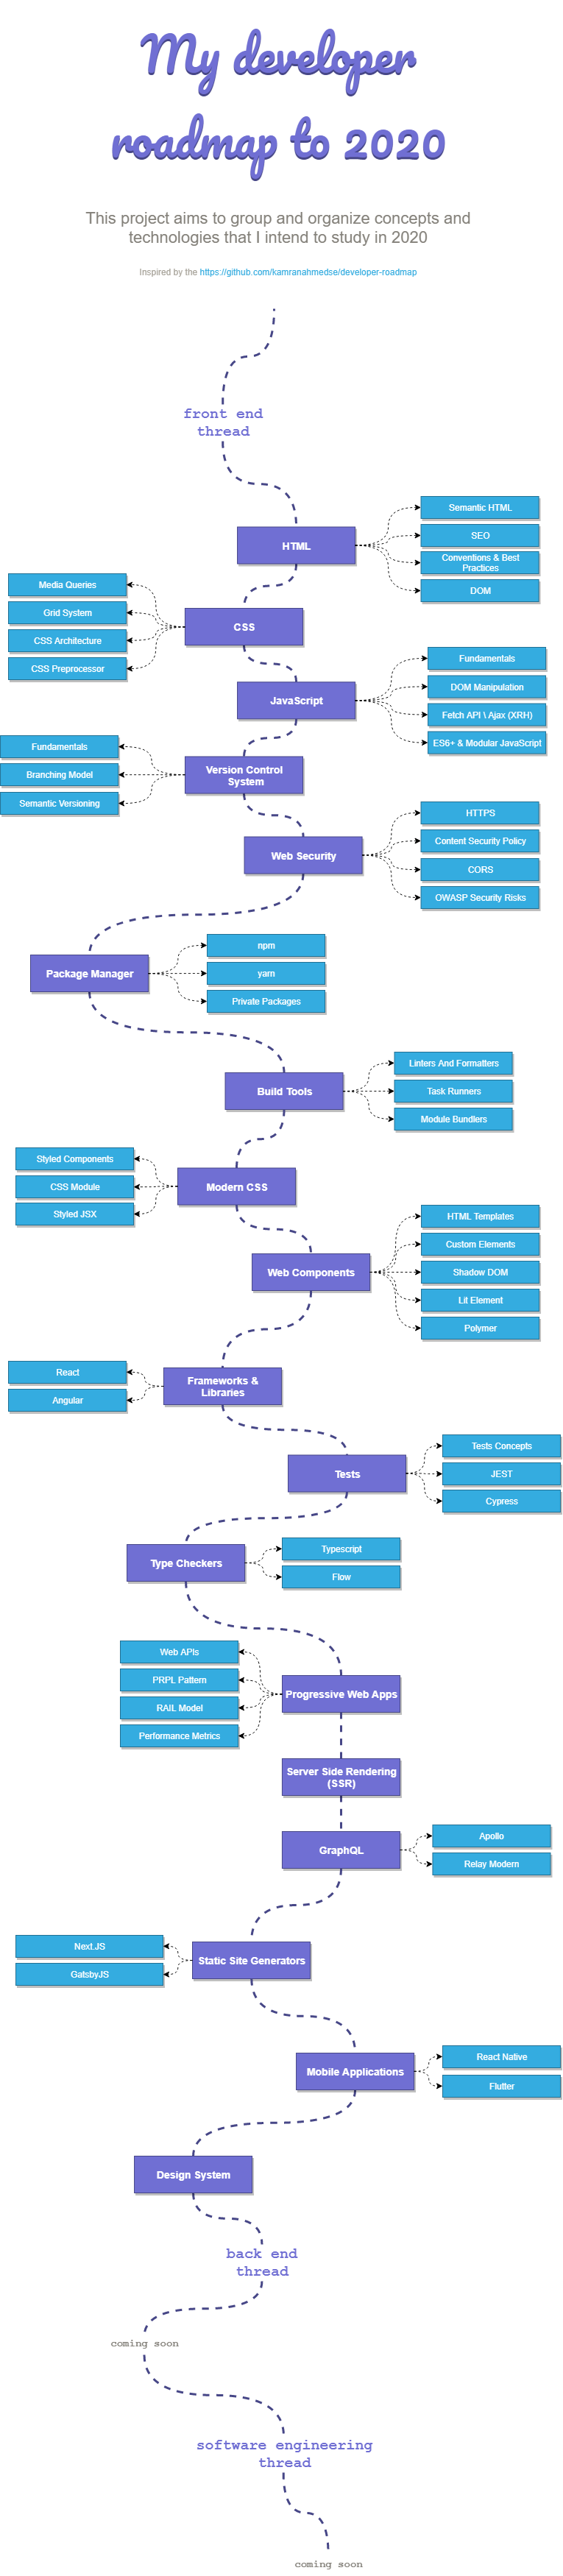 My developer
roadmap to 2020
This project aims to group and organize concepts and
technologies that I intend to study in 2020
Inspired by the https://github.com/kamranahmedse/developer-roadmap
front end
thread
HTML
Semantic HTML
SEO
Conventions & Best
Practices
DOM
CSS
Media Queries
Grid System
CSS Architecture
CSS Preprocessor
JavaScript
Fundamentals
DOM Manipulation
Fetch API \ Ajax (XRH)
ES6+ & Modular JavaScript
Version Control
System
Fundamentals
Branching Model
Semantic Versioning
Web Security
HTTPS
Content Security Policy
CORS
OWASP Security Risks
Package Manager
npm
yarn
Private Packages
Build Tools
Linters And Formatters
Task Runners
Module Bundlers
Modern CSS
Styled Components
CSS Module
Styled JSX
Web Components
HTML Templates
Custom Elements
Shadow DOM
Lit Element
Polymer
Frameworks &
Libraries
React
Angular
Tests
Tests Concepts
JEST
Cypress
Type Checkers
Typescript
Flow
Progressive Web Apps
Web APIs
PRPL Pattern
RAIL Model
Performance Metrics
Server Side Rendering
(SSR)
GraphQL
Apollo
Relay Modern
Static Site Generators
Next.JS
GatsbyJS
Mobile Applications
React Native
Flutter
Design System
back end
thread
coming soon
software engineering
thread
coming soon